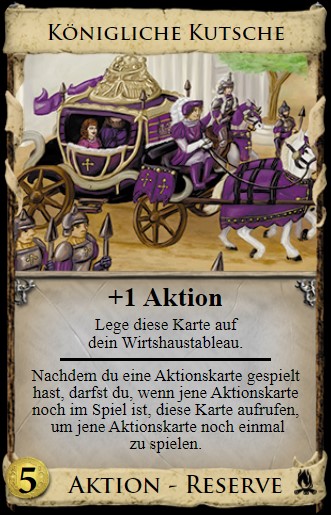 Königliche Kutsche
+1 Aktion
Lege diese Karte auf
dein Wirtshaustableau.
Nachdem du eine Aktionskarte gespielt
hast, darfst du, wenn jene Aktionskarte
noch im Spiel ist, diese Karte aufrufen,
um jene Aktionskarte noch einmal
zu spielen.
5 Aktion - Reserve